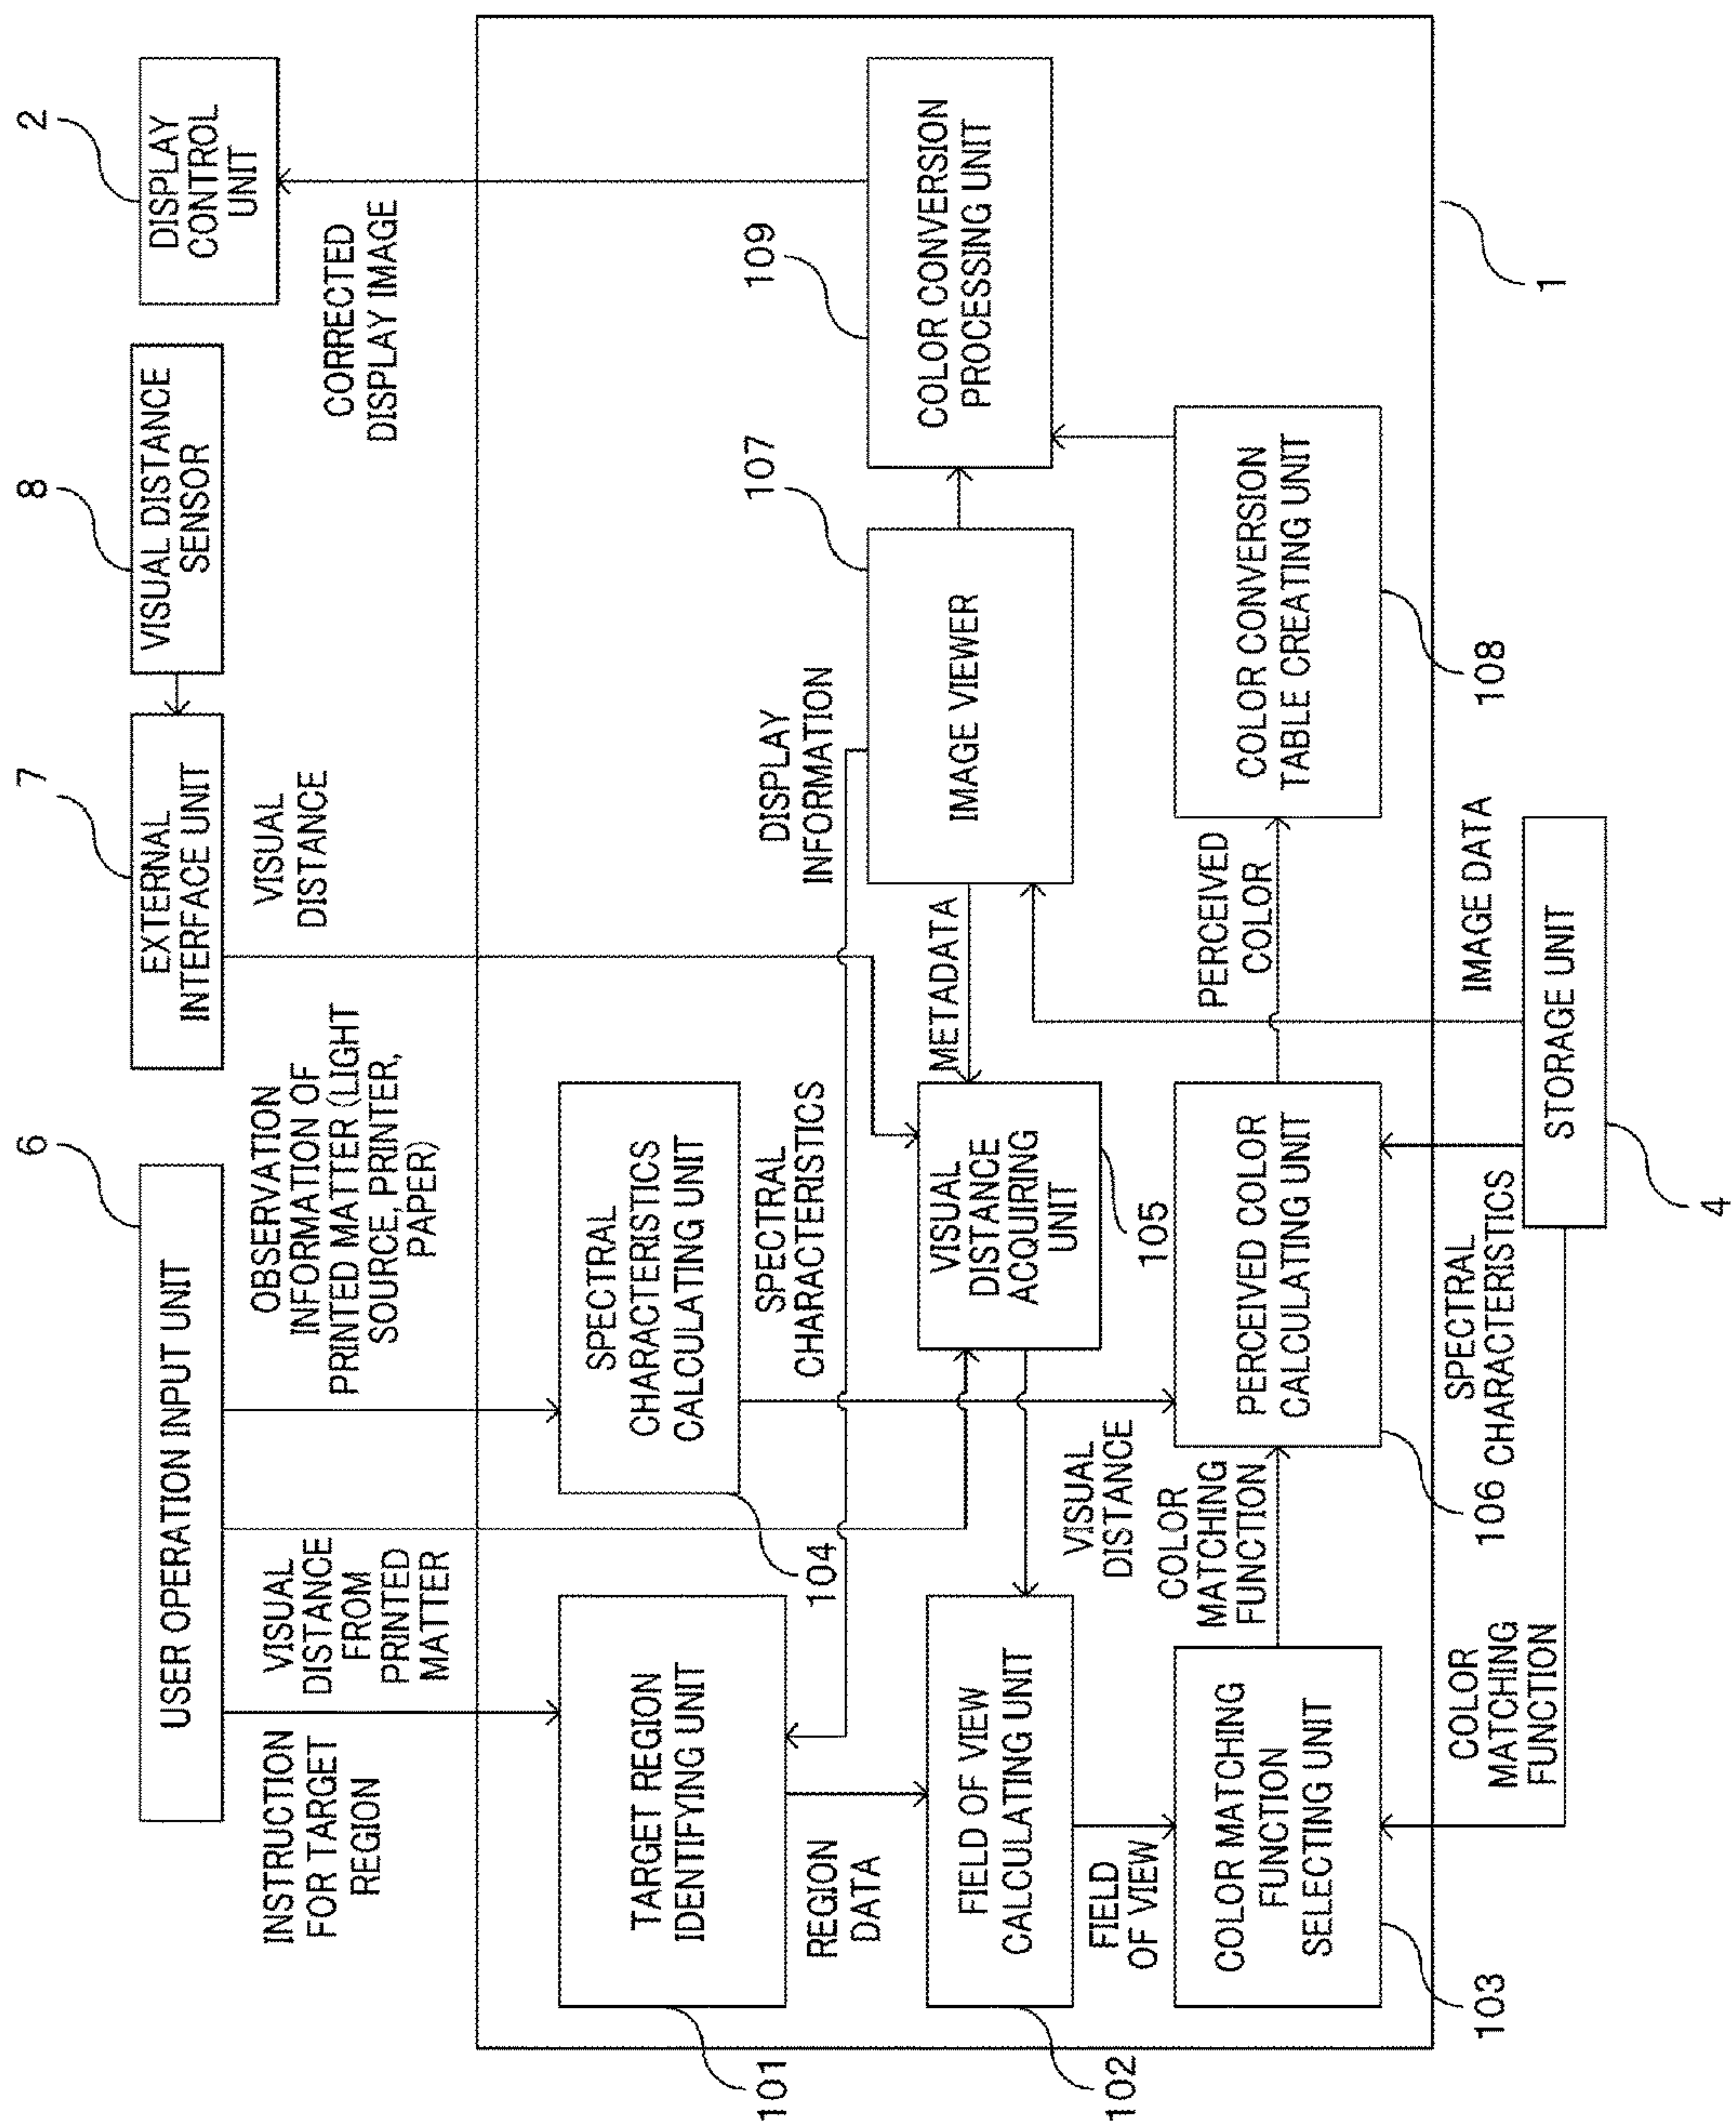 6
USER OPERATION INPUT UNIT
7
EXTERNAL
INTERFACE UNIT
8
VISUAL DISTANCE
SENSOR
2
DISPLAY
CONTROL
UNIT
INSTRUCTION
FOR TARGET
REGION
VISUAL
DISTANCE
FROM
PRINTED
MATTER
OBSERVATION
INFORMATION OF
PRINTED MATTER (LIGHT
SOURCE, PRINTER,
PAPER)
VISUAL
DISTANCE
CORRECTED
DISPLAY IMAGE
101
TARGET REGION
IDENTIFYING UNIT
104
SPECTRAL
CHARACTERISTICS
CALCULATING UNIT
REGION
DATA
SPECTRAL
CHARACTERISTICS
DISPLAY
INFORMATION
107
109
102
FIELD OF VIEW
CALCULATING UNIT
VISUAL
DISTANCE
ACQUIRING
UNIT
105
METADATA
IMAGE VIEWER
COLOR CONVERSION
PROCESSING UNIT
FIELD
OF VIEW
VISUAL
DISTANCE
COLOR
MATCHING
FUNCTION
PERCEIVED
COLOR
103
COLOR MATCHING
FUNCTION
SELECTING UNIT
106
PERCEIVED COLOR
CALCULATING UNIT
COLOR CONVERSION
TABLE CREATING UNIT
108
1
COLOR
MATCHING
FUNCTION
SPECTRAL
CHARACTERISTICS
IMAGE DATA
STORAGE UNIT
4